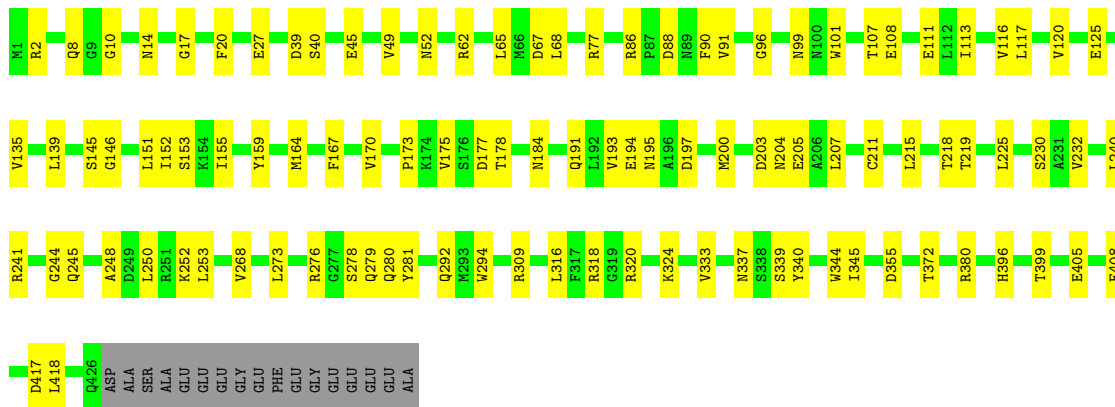 M1 R2 Q8 G9 G10 N14 G17 F20 E27 D39 S40 E45 V49 N52 R62 L65 M66 D67 L68 R77 R86 P87 D88 N89 F90 V91 G96 N99 N100 W101 T107 E108 E111 L112 I113 V116 L117 V120 E125
V135 L139 S145 G146 L151 I152 S153 K154 I155 Y159 M164 F167 V170 P173 K174 V175 S176 D177 T178 N184 Q191 L192 V193 E194 N195 A196 D197 M200 D203 N204 E205 A206 L207 C211 L215 T218 T219 L225 S230 A231 V232 L240
R241 G244 Q245 A248 D249 L250 R251 K252 L253 V268 L273 R276 G277 S278 Q279 Q280 Y281 Q292 M293 W294 R309 L316 F317 R318 G319 R320 K324 V333 N337 S338 S339 Y340 W344 I345 D355 T372 R380 H396 T399 E405
D417 L418 Q426 ASP ALA SER ALA GLU GLU GLU GLY GLU PHE GLU GLY GLU GLU GLU GLU ALA